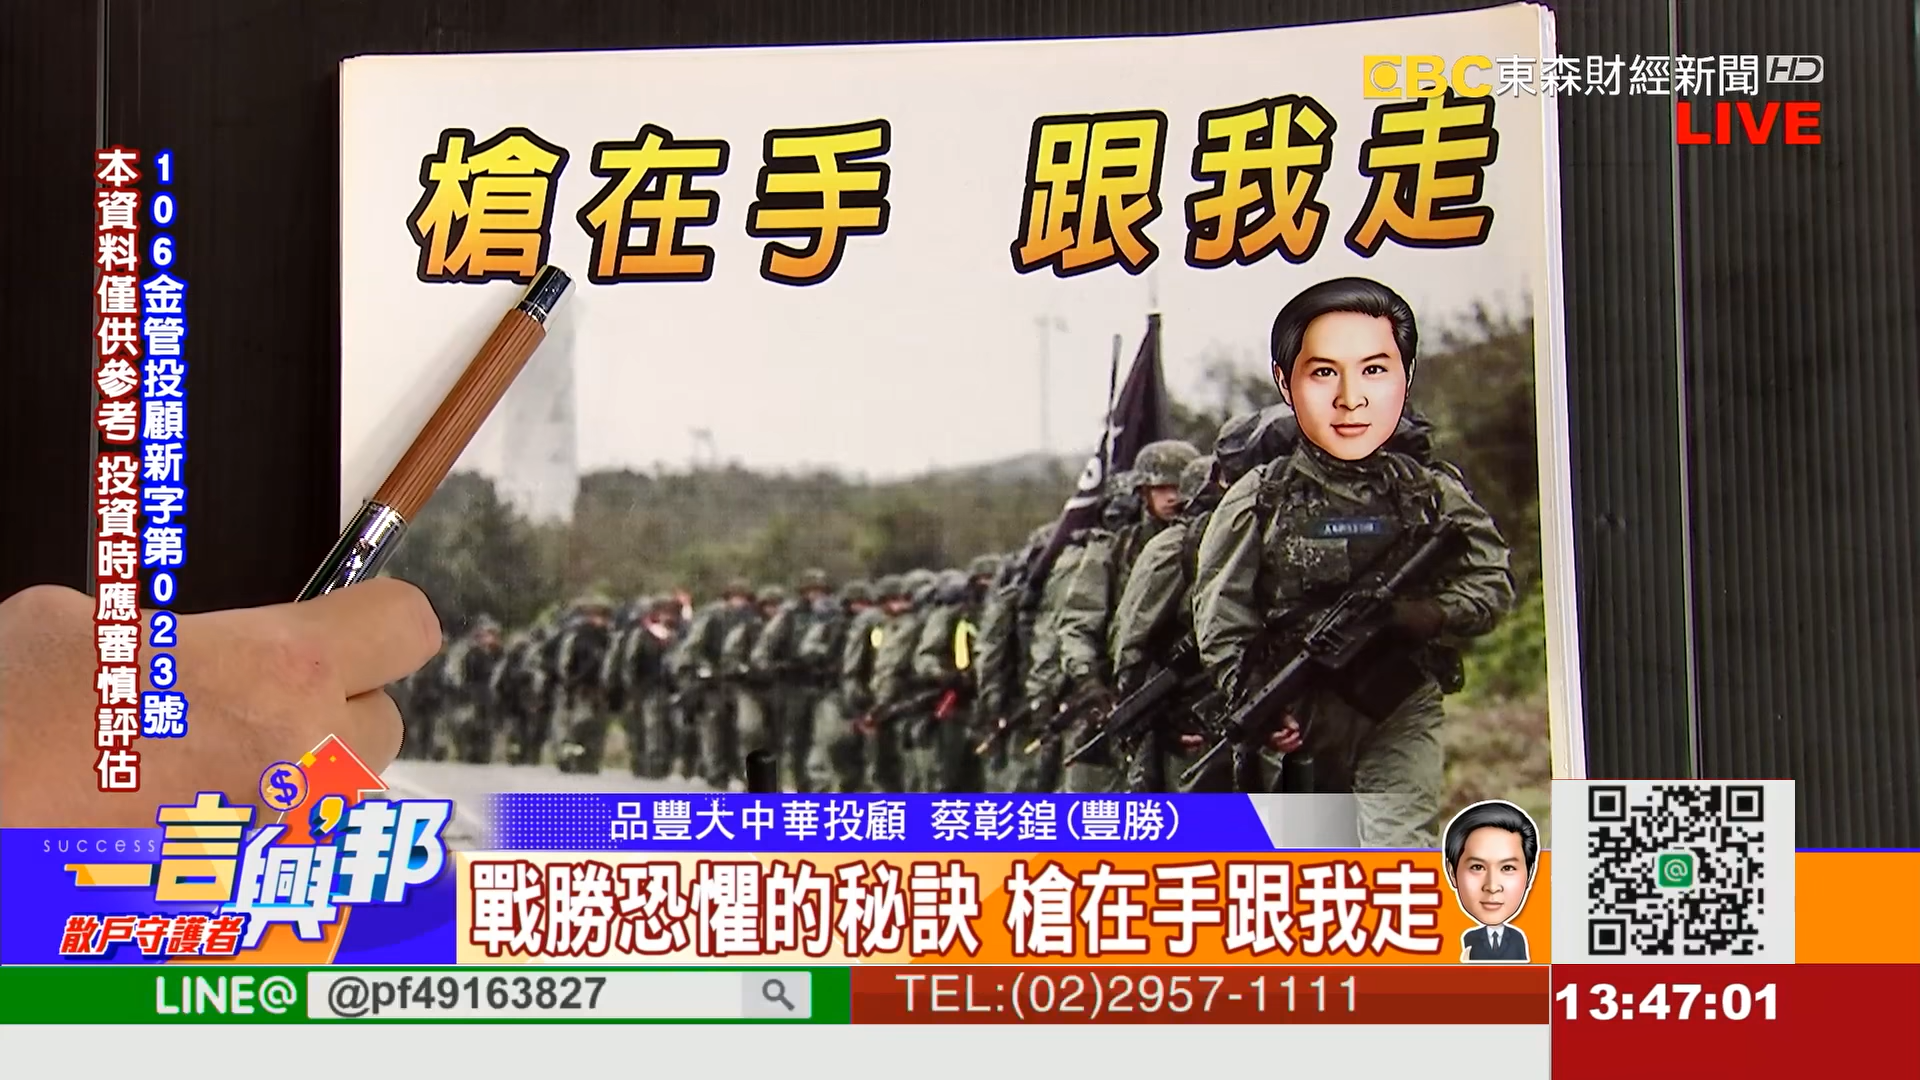 EBC東森財經新聞HD
LIVE
槍在手 跟我走
106金管投顧新字第023號
本資料僅供參考 投資時應審慎評估
success
一言興邦
散戶守護者
品豐大中華投顧 蔡彰鍠(豐勝)
戰勝恐懼的秘訣 槍在手跟我走
LINE@ @pf49163827
TEL:(02)2957-1111
13:47:01